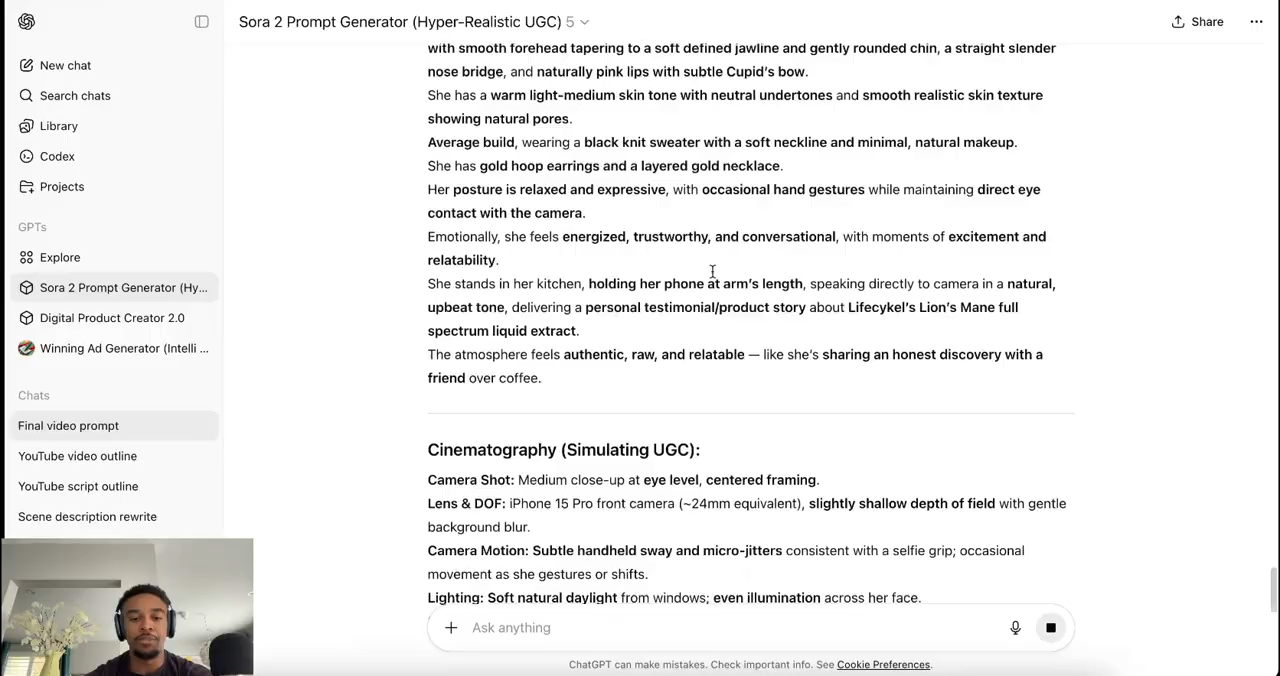 Sora 2 Prompt Generator (Hyper-Realistic UGC) 5
Share
New chat
Search chats
Library
Codex
Projects
GPTs
Explore
Sora 2 Prompt Generator (Hy...
Digital Product Creator 2.0
Winning Ad Generator (Intelli ...
Chats
Final video prompt
YouTube video outline
YouTube script outline
Scene description rewrite
with smooth forehead tapering to a soft defined jawline and gently rounded chin, a straight slender
nose bridge, and naturally pink lips with subtle Cupid's bow.
She has a warm light-medium skin tone with neutral undertones and smooth realistic skin texture
showing natural pores.
Average build, wearing a black knit sweater with a soft neckline and minimal, natural makeup.
She has gold hoop earrings and a layered gold necklace.
Her posture is relaxed and expressive, with occasional hand gestures while maintaining direct eye
contact with the camera.
Emotionally, she feels energized, trustworthy, and conversational, with moments of excitement and
relatability.
She stands in her kitchen, holding her phone at arm's length, speaking directly to camera in a natural,
upbeat tone, delivering a personal testimonial/product story about Lifecykel's Lion's Mane full
spectrum liquid extract.
The atmosphere feels authentic, raw, and relatable — like she's sharing an honest discovery with a
friend over coffee.
Cinematography (Simulating UGC):
Camera Shot: Medium close-up at eye level, centered framing.
Lens & DOF: iPhone 15 Pro front camera (~24mm equivalent), slightly shallow depth of field with gentle
background blur.
Camera Motion: Subtle handheld sway and micro-jitters consistent with a selfie grip; occasional
movement as she gestures or shifts.
Lighting: Soft natural daylight from windows; even illumination across her face.
Ask anything
ChatGPT can make mistakes. Check important info. See Cookie Preferences.